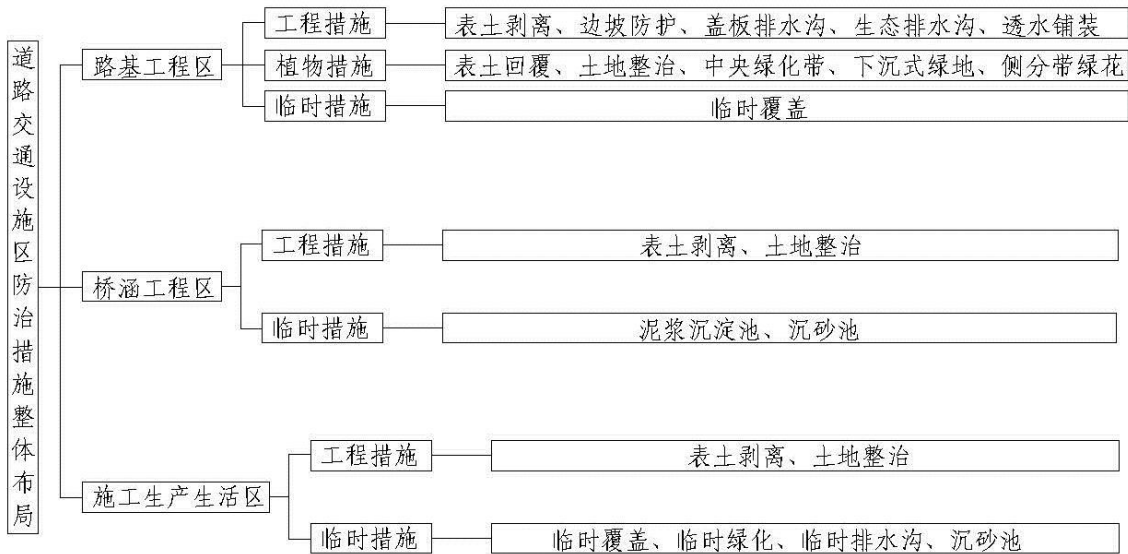 道路交通设施区防治措施整体布局
路基工程区
工程措施
表土剥离、边坡防护、盖板排水沟、生态排水沟、透水铺装
植物措施
表土回覆、土地整治、中央绿化带、下沉式绿地、侧分带绿花
临时措施
临时覆盖
桥涵工程区
工程措施
表土剥离、土地整治
临时措施
泥浆沉淀池、沉砂池
施工生产生活区
工程措施
表土剥离、土地整治
临时措施
临时覆盖、临时绿化、临时排水沟、沉砂池